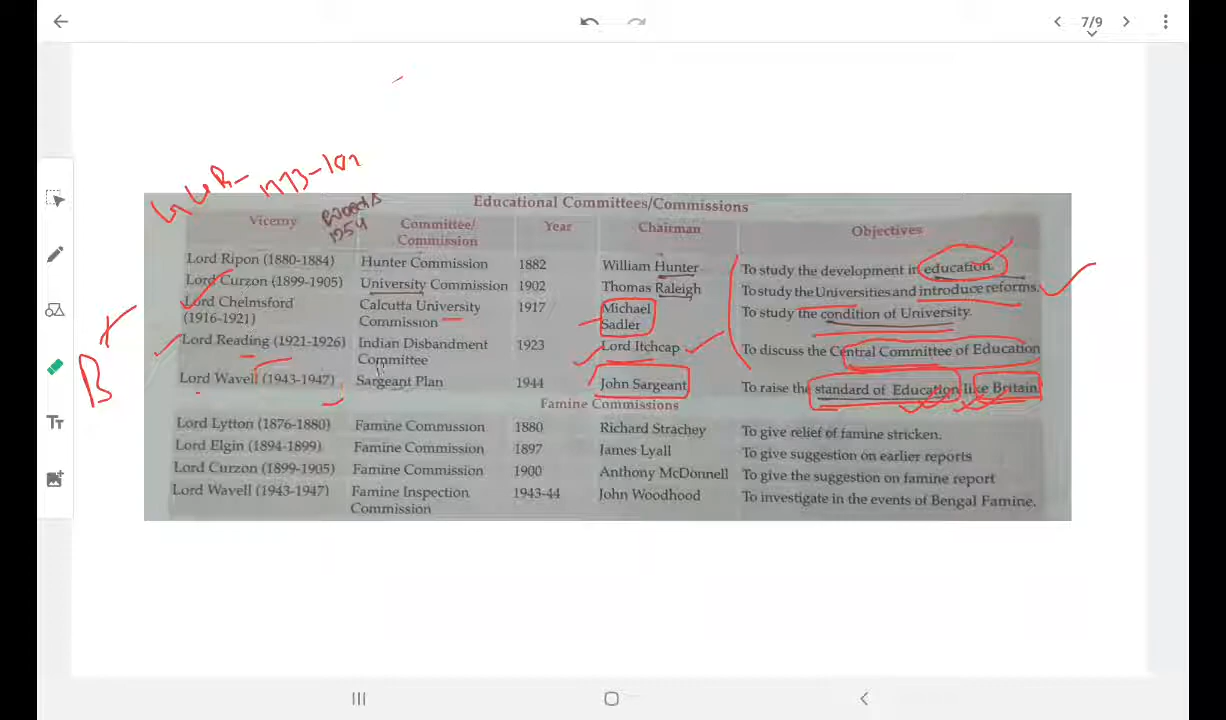 7/9
1773-
Educational Committees/Commissions
Viceroy Committee/ Commission Year Chairman Objectives
Lord Ripon (1880-1884) Hunter Commission 1882 William Hunter To study the development in education.
Lord Curzon (1899-1905) University Commission 1902 Thomas Raleigh To study the Universities and introduce reforms.
Lord Chelmsford Calcutta University 1917 Michael To study the condition of University.
(1916-1921) Commission Sadler
Lord Reading (1921-1926) Indian Disbandment 1923 Lord Itchcap To discuss the Central Committee of Education
Committee
Lord Wavell (1943-1947) Sargeant Plan 1944 John Sargeant To raise the standard of Education like Britain
B
Famine Commissions
Lord Lytton (1876-1880) Famine Commussion 1880 Richard Strachey To give relief of famine stricken.
Lord Elgin (1894-1899) Famine Commission 1897 James Lyall To give suggestion on earlier reports
Lord Curzon (1899-1905) Famine Commission 1900 Anthony McDonnell To give the suggestion on famine report
Lord Wavell (1943-1947) Famine Inspection 1943-44 John Woodhood To investigate in the events of Bengal Famine.
Commission
Tт